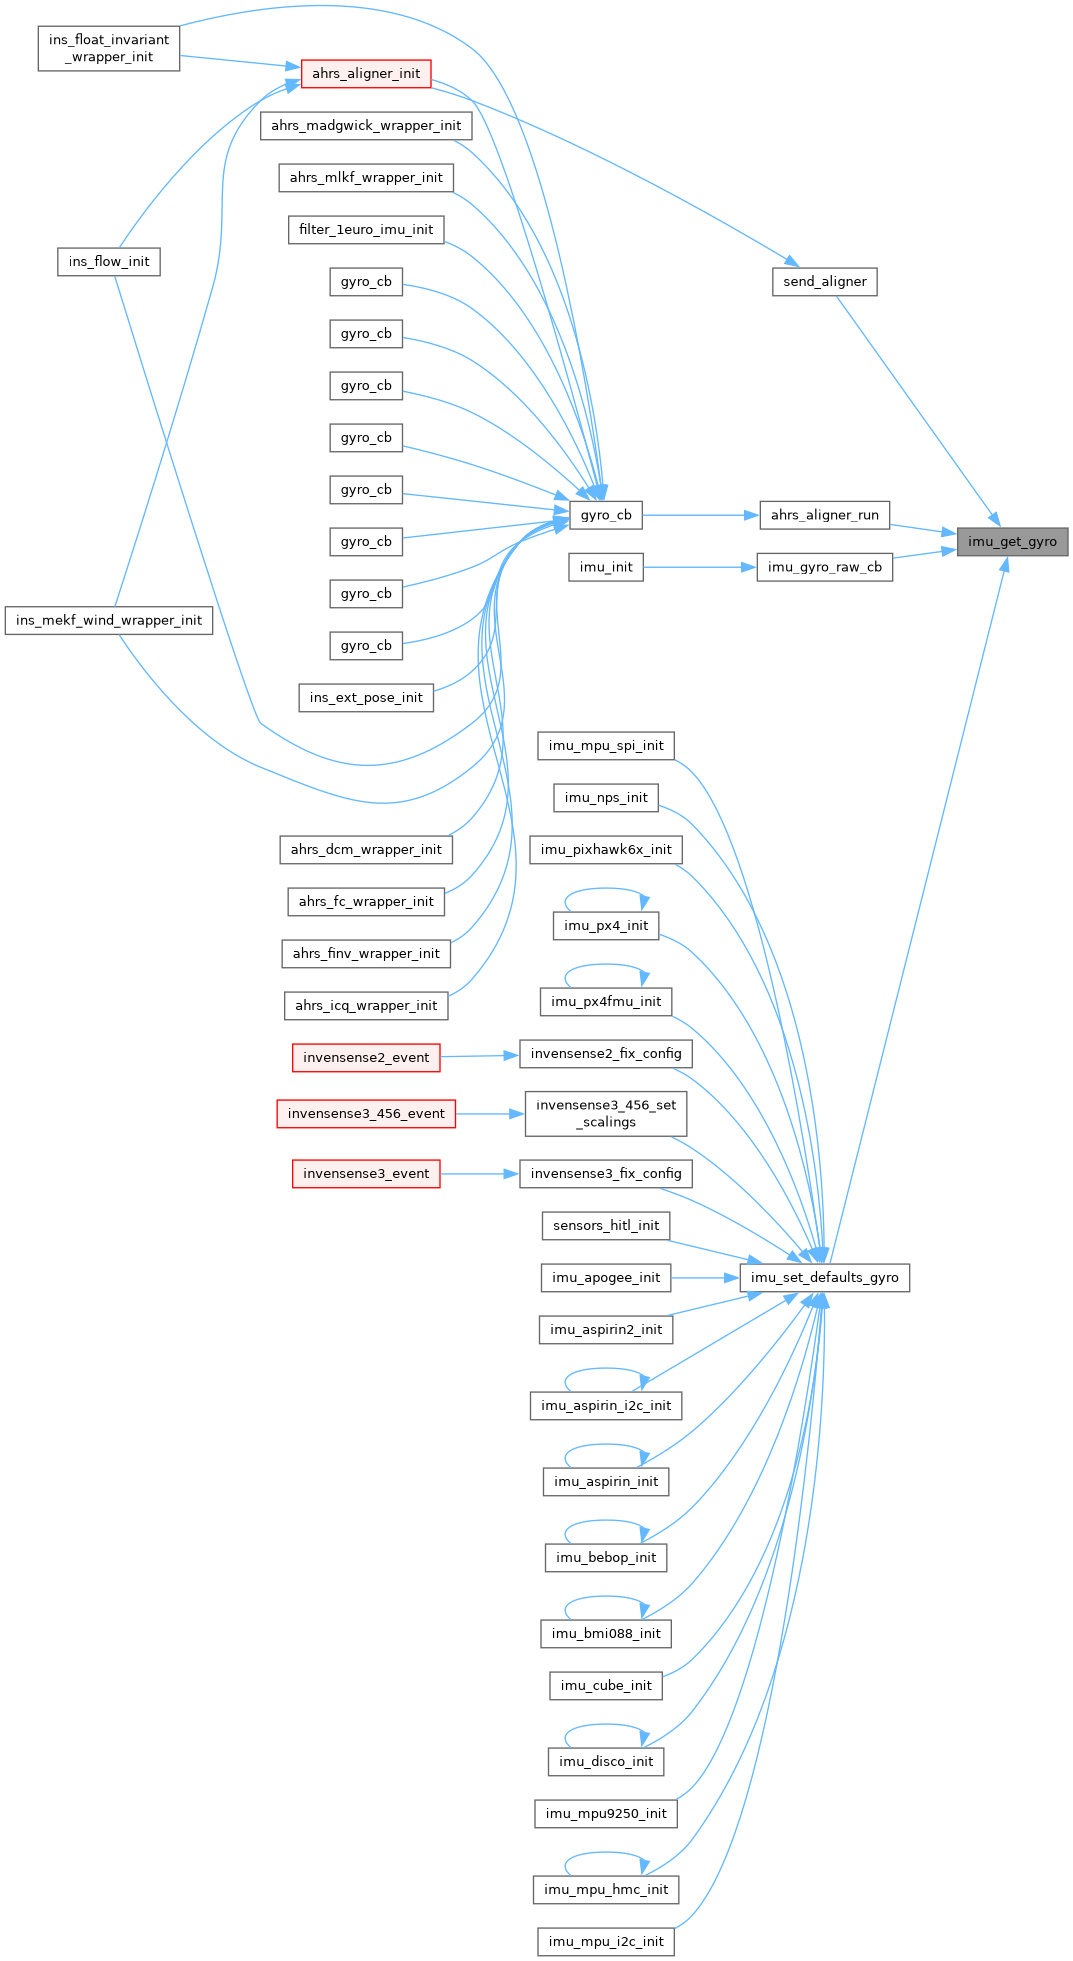 ins_float_invariant
_wrapper_init
ahrs_aligner_init
ahrs_madgwick_wrapper_init
ahrs_mlkf_wrapper_init
filter_1euro_imu_init
ins_flow_init
gyro_cb
send_aligner
gyro_cb
gyro_cb
gyro_cb
gyro_cb
gyro_cb
ahrs_aligner_run
gyro_cb
imu_get_gyro
gyro_cb
imu_init
imu_gyro_raw_cb
gyro_cb
ins_mekf_wind_wrapper_init
gyro_cb
ins_ext_pose_init
imu_mpu_spi_init
imu_nps_init
ahrs_dcm_wrapper_init
imu_pixhawk6x_init
ahrs_fc_wrapper_init
imu_px4_init
ahrs_finv_wrapper_init
ahrs_icq_wrapper_init
imu_px4fmu_init
invensense2_event
invensense2_fix_config
invensense3_456_event
invensense3_456_set
_scalings
invensense3_event
invensense3_fix_config
sensors_hitl_init
imu_apogee_init
imu_set_defaults_gyro
imu_aspirin2_init
imu_aspirin_i2c_init
imu_aspirin_init
imu_bebop_init
imu_bmi088_init
imu_cube_init
imu_disco_init
imu_mpu9250_init
imu_mpu_hmc_init
imu_mpu_i2c_init